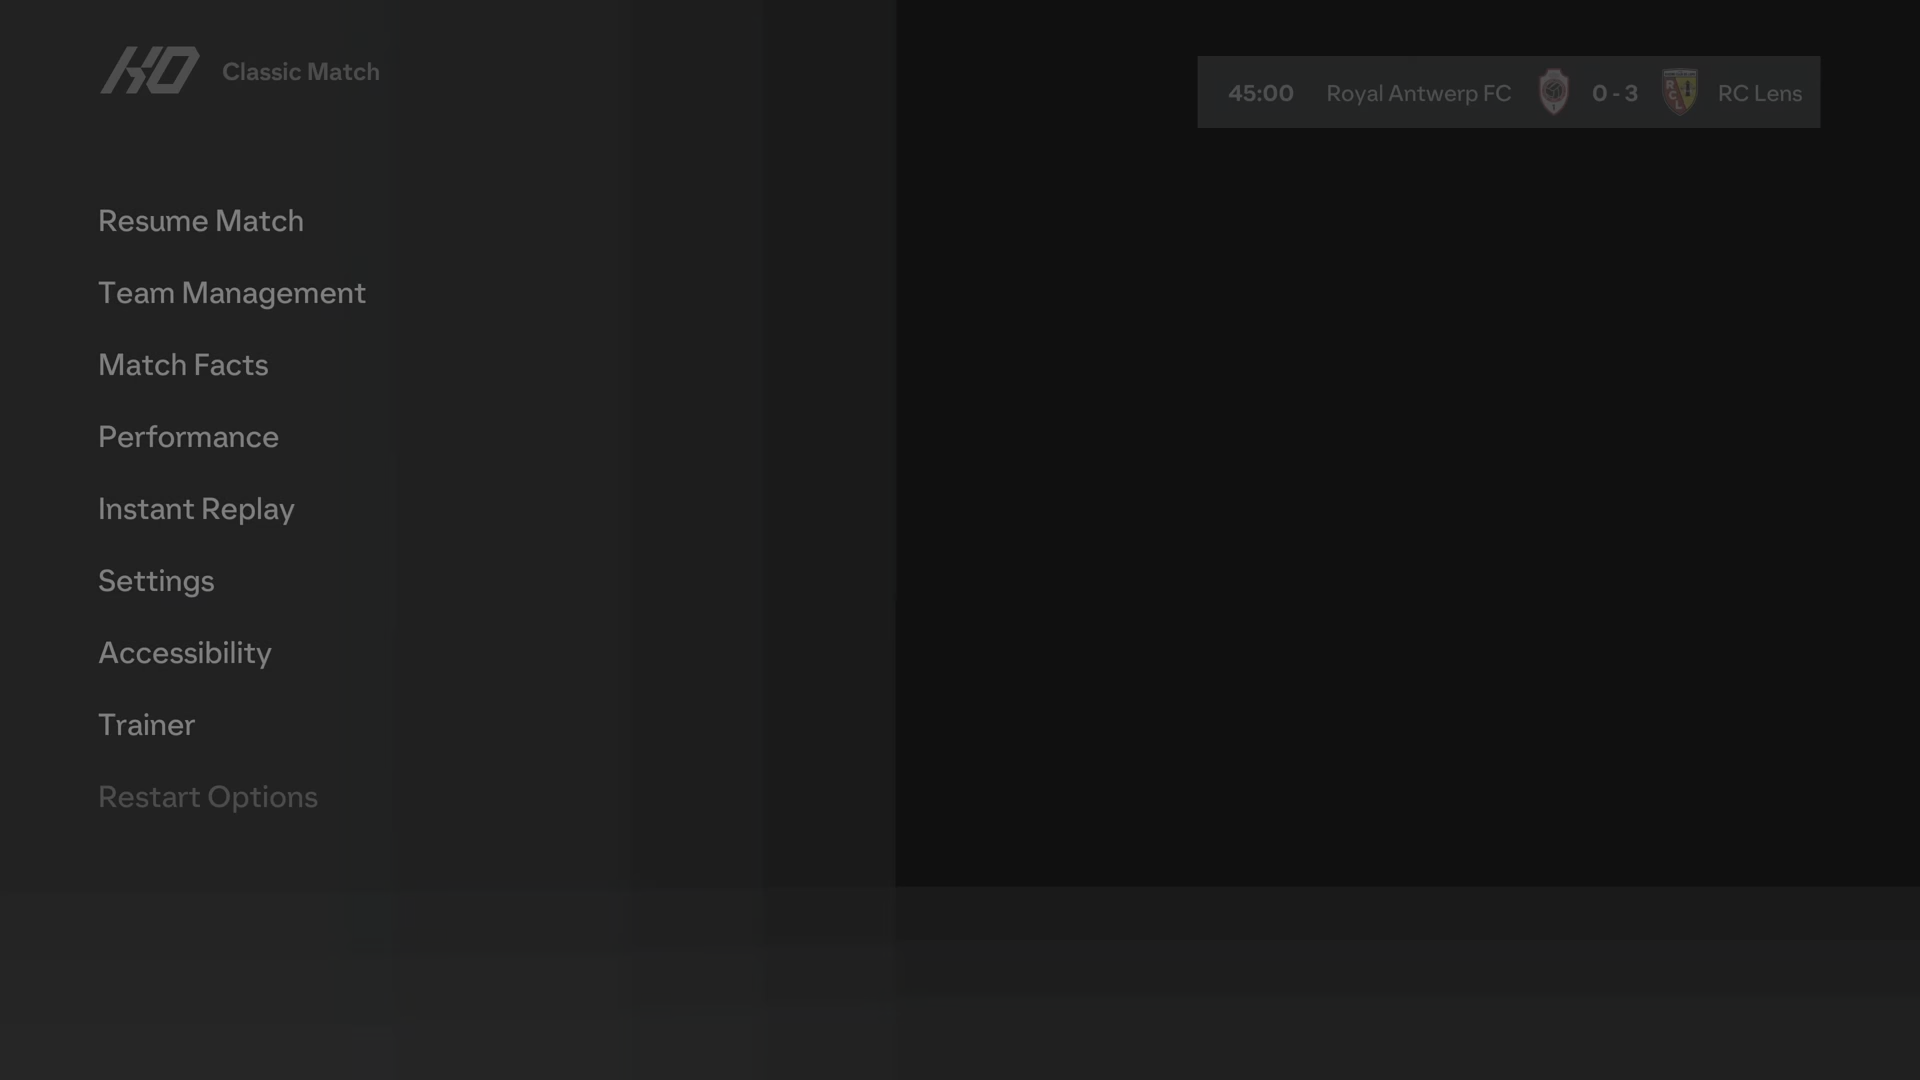 KO Classic Match
45:00 Royal Antwerp FC 0 - 3 RC Lens
Resume Match
Team Management
Match Facts
Performance
Instant Replay
Settings
Accessibility
Trainer
Restart Options